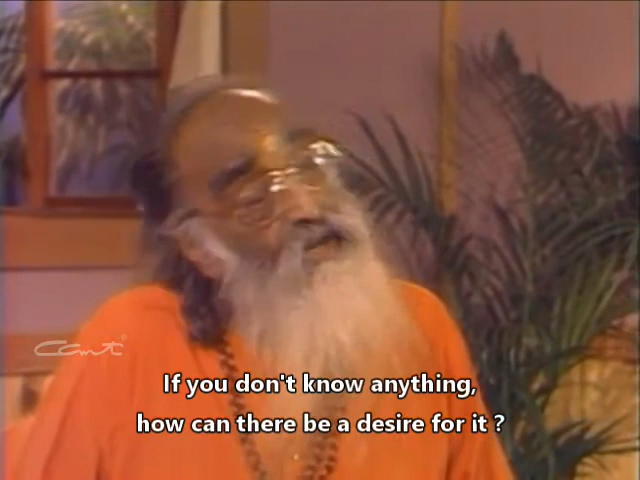 If you don't know anything,
how can there be a desire for it ?